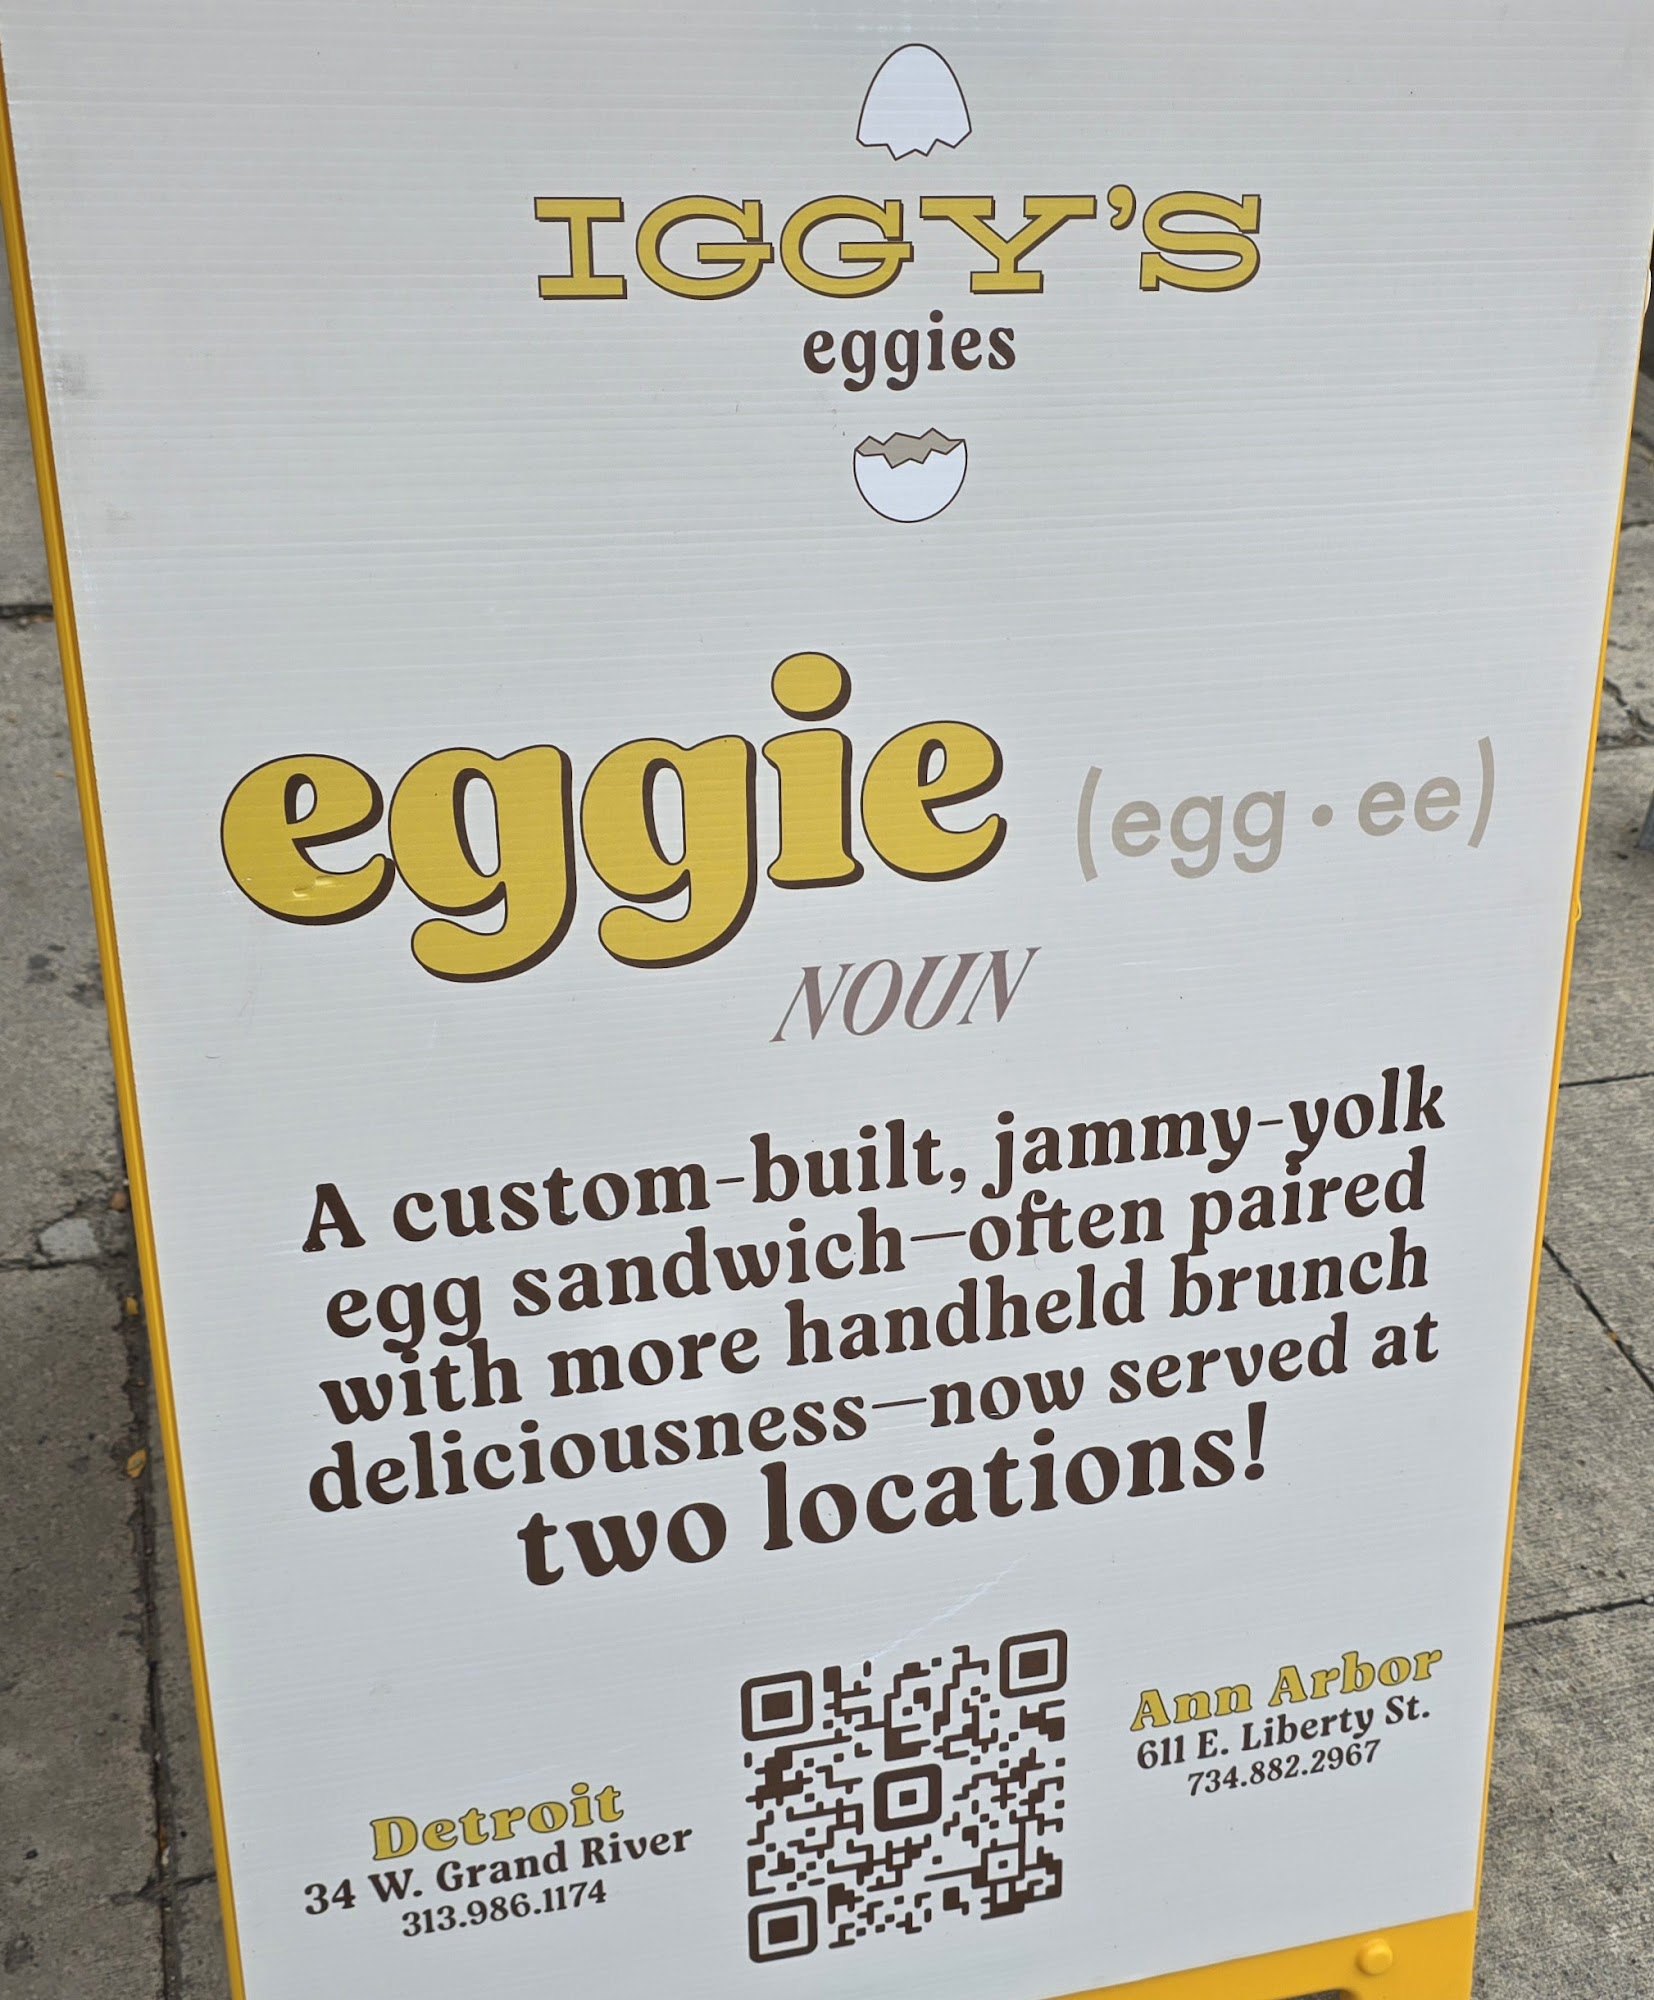 IGGY'S
eggies
eggie (egg•ee)
NOUN
A custom-built, jammy-yolk
egg sandwich—often paired
with more handheld brunch
deliciousness—now served at
two locations!
Detroit
34 W. Grand River
313.986.1174
Ann Arbor
611 E. Liberty St.
734.882.2967